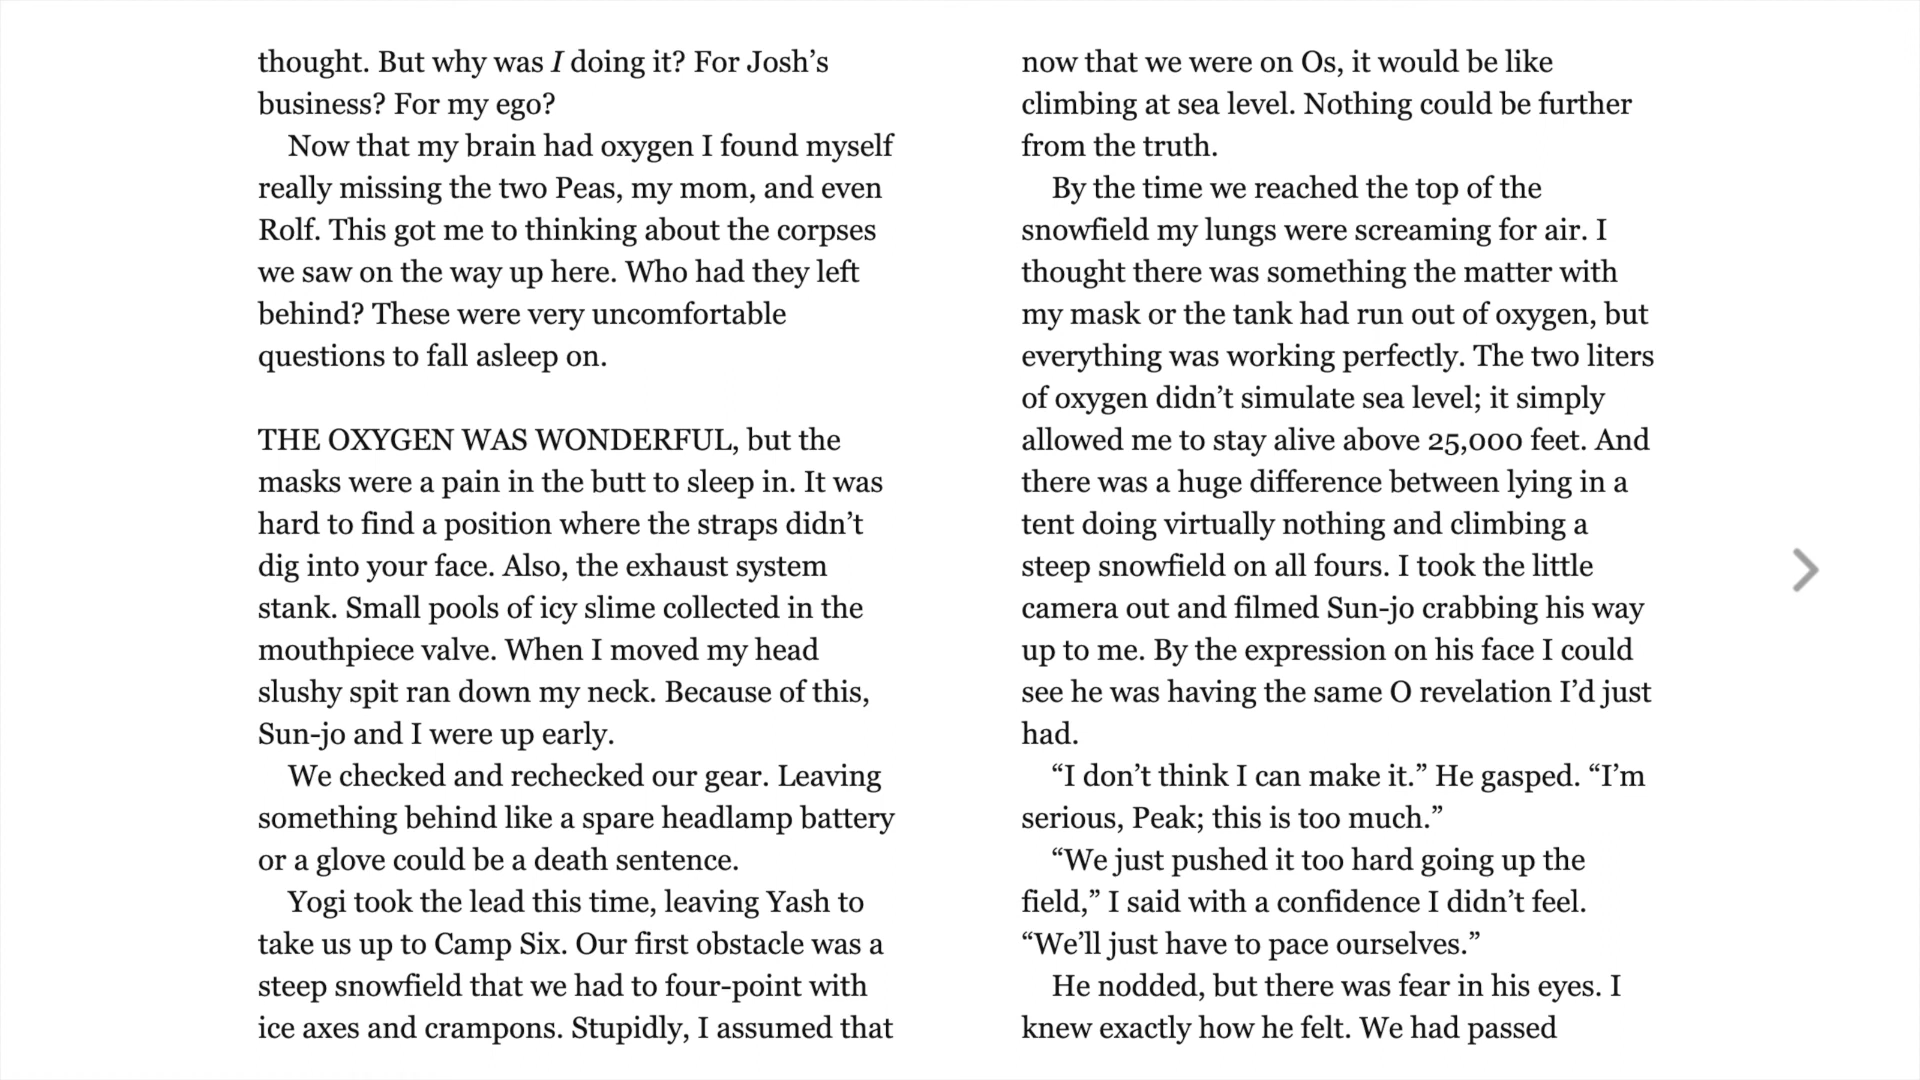 thought. But why was I doing it? For Josh’s
business? For my ego?
Now that my brain had oxygen I found myself
really missing the two Peas, my mom, and even
Rolf. This got me to thinking about the corpses
we saw on the way up here. Who had they left
behind? These were very uncomfortable
questions to fall asleep on.
THE OXYGEN WAS WONDERFUL, but the
masks were a pain in the butt to sleep in. It was
hard to find a position where the straps didn’t
dig into your face. Also, the exhaust system
stank. Small pools of icy slime collected in the
mouthpiece valve. When I moved my head
slushy spit ran down my neck. Because of this,
Sun-jo and I were up early.
We checked and rechecked our gear. Leaving
something behind like a spare headlamp battery
or a glove could be a death sentence.
Yogi took the lead this time, leaving Yash to
take us up to Camp Six. Our first obstacle was a
steep snowfield that we had to four-point with
ice axes and crampons. Stupidly, I assumed that
now that we were on Os, it would be like
climbing at sea level. Nothing could be further
from the truth.
By the time we reached the top of the
snowfield my lungs were screaming for air. I
thought there was something the matter with
my mask or the tank had run out of oxygen, but
everything was working perfectly. The two liters
of oxygen didn’t simulate sea level; it simply
allowed me to stay alive above 25,000 feet. And
there was a huge difference between lying in a
tent doing virtually nothing and climbing a
steep snowfield on all fours. I took the little
camera out and filmed Sun-jo crabbing his way
up to me. By the expression on his face I could
see he was having the same O revelation I’d just
had.
“I don’t think I can make it.” He gasped. “I’m
serious, Peak; this is too much.”
“We just pushed it too hard going up the
field,” I said with a confidence I didn’t feel.
“We’ll just have to pace ourselves.”
He nodded, but there was fear in his eyes. I
knew exactly how he felt. We had passed